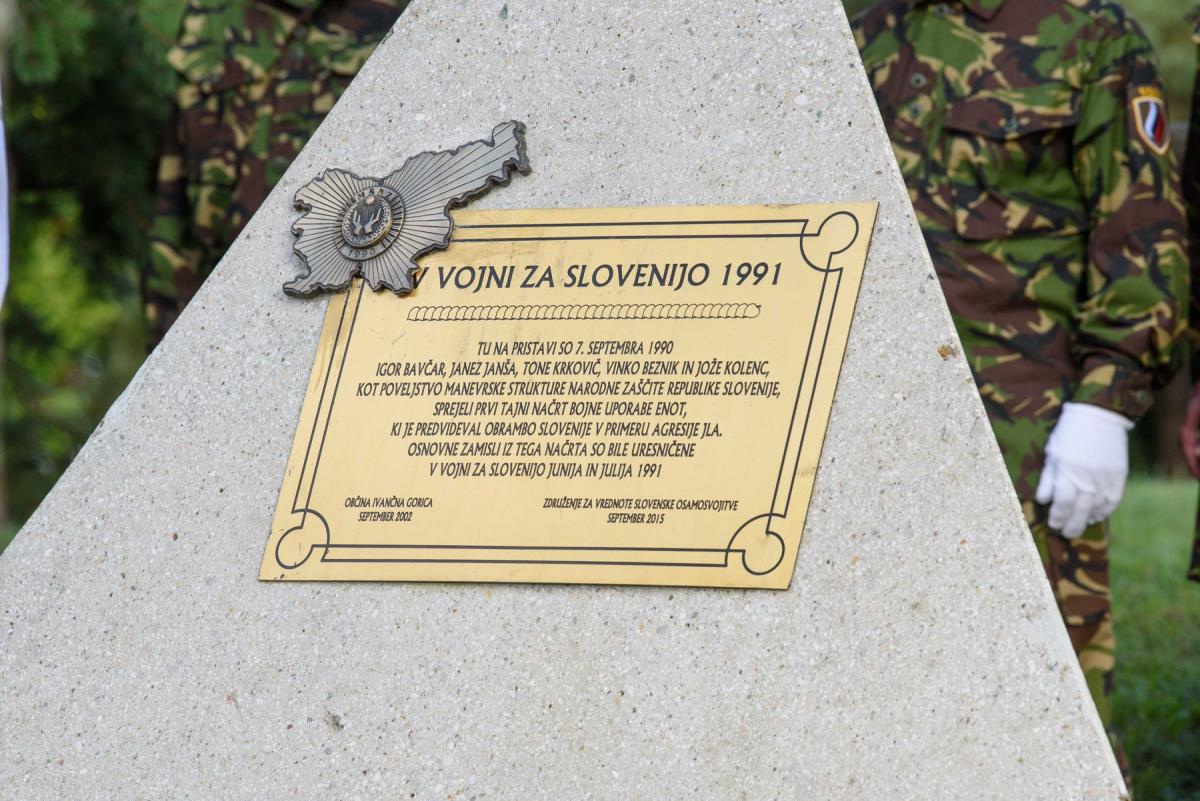 V VOJNI ZA SLOVENIJO 1991
TU NA PRISTAVI SO 7. SEPTEMBRA 1990
IGOR BAVČAR, JANEZ JANŠA, TONE KRKOVIČ, VINKO BEZNIK IN JOŽE KOLENC,
KOT POVELJSTVO MANEVRSKE STRUKTURE NARODNE ZAŠČITE REPUBLIKE SLOVENIJE,
SPREJELI PRVI TAJNI NAČRT BOJNE UPORABE ENOT,
KI JE PREDVIDEVAL OBRAMBO SLOVENIJE V PRIMERU AGRESIJE JLA.
OSNOVNE ZAMISLI IZ TEGA NAČRTA SO BILE URESNIČENE
V VOJNI ZA SLOVENIJO JUNIJA IN JULIJA 1991
OBČINA IVANČNA GORICA
SEPTEMBER 2002
ZDRUŽENJE ZA VREDNOTE SLOVENSKE OSAMOSVOJITVE
SEPTEMBER 2015
MSNZ
1990